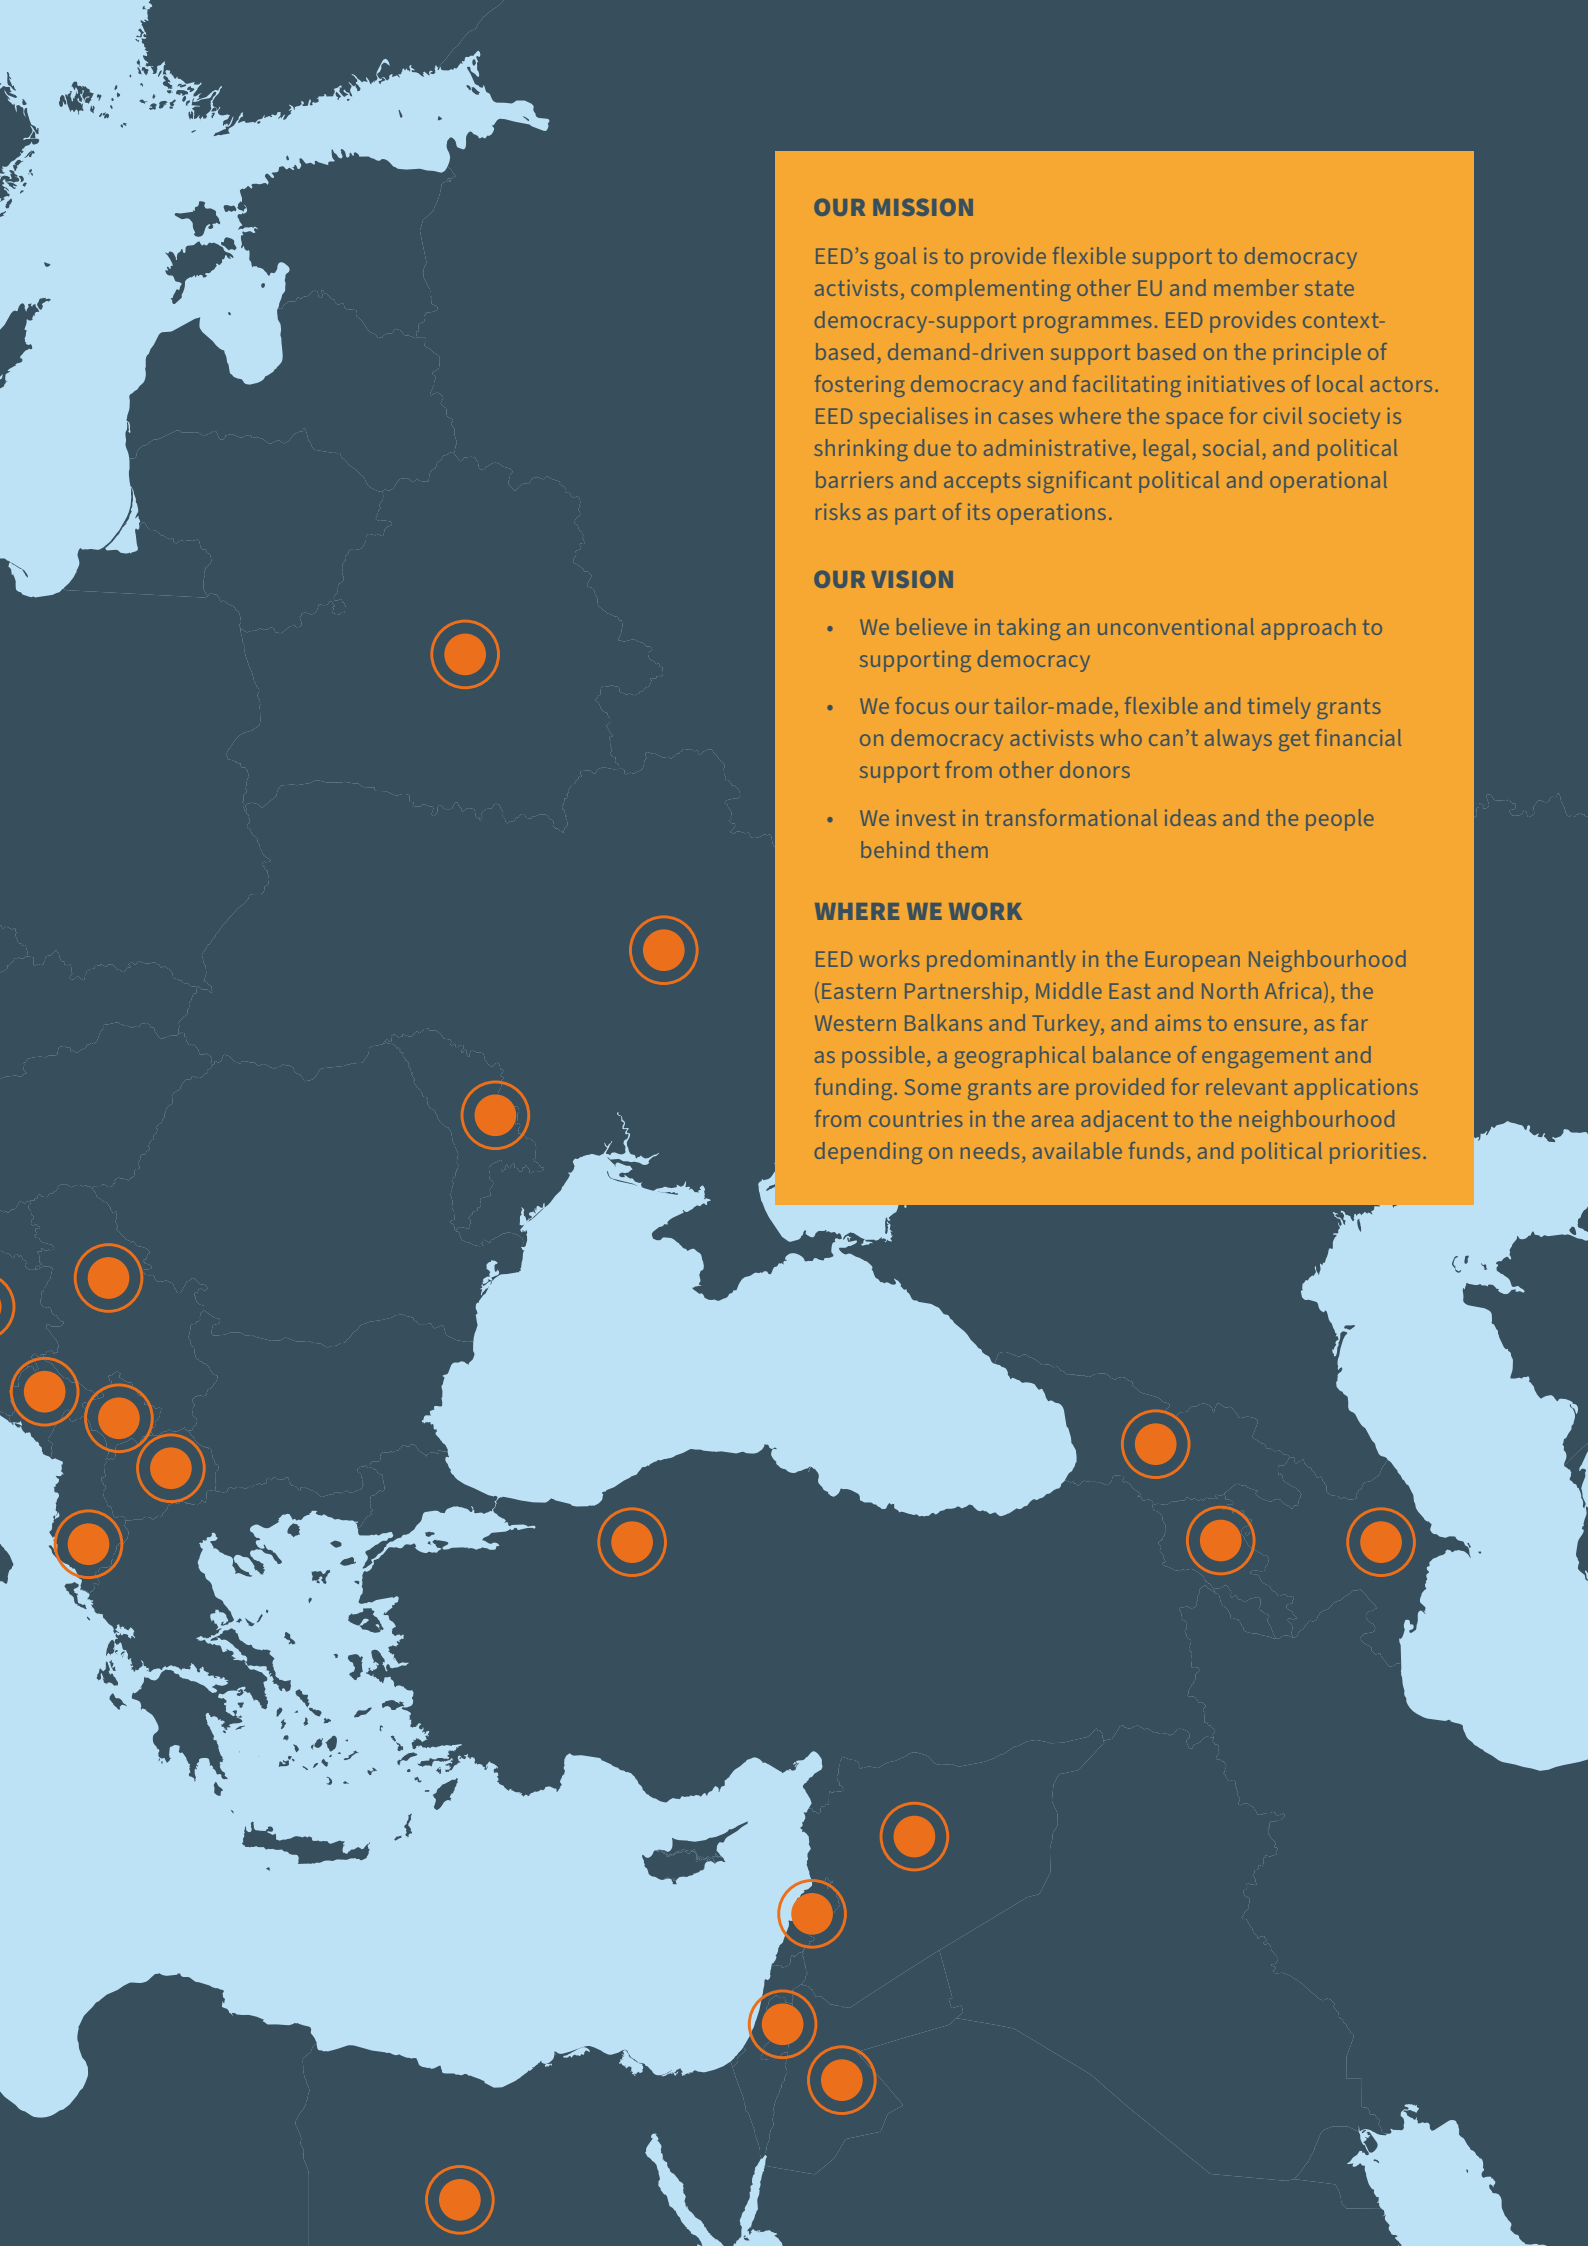 OUR MISSION
EED’s goal is to provide flexible support to democracy
activists, complementing other EU and member state
democracy-support programmes. EED provides context-
based, demand-driven support based on the principle of
fostering democracy and facilitating initiatives of local actors.
EED specialises in cases where the space for civil society is
shrinking due to administrative, legal, social, and political
barriers and accepts significant political and operational
risks as part of its operations.
OUR VISION
• We believe in taking an unconventional approach to
supporting democracy
• We focus our tailor-made, flexible and timely grants
on democracy activists who can’t always get financial
support from other donors
• We invest in transformational ideas and the people
behind them
WHERE WE WORK
EED works predominantly in the European Neighbourhood
(Eastern Partnership, Middle East and North Africa), the
Western Balkans and Turkey, and aims to ensure, as far
as possible, a geographical balance of engagement and
funding. Some grants are provided for relevant applications
from countries in the area adjacent to the neighbourhood
depending on needs, available funds, and political priorities.